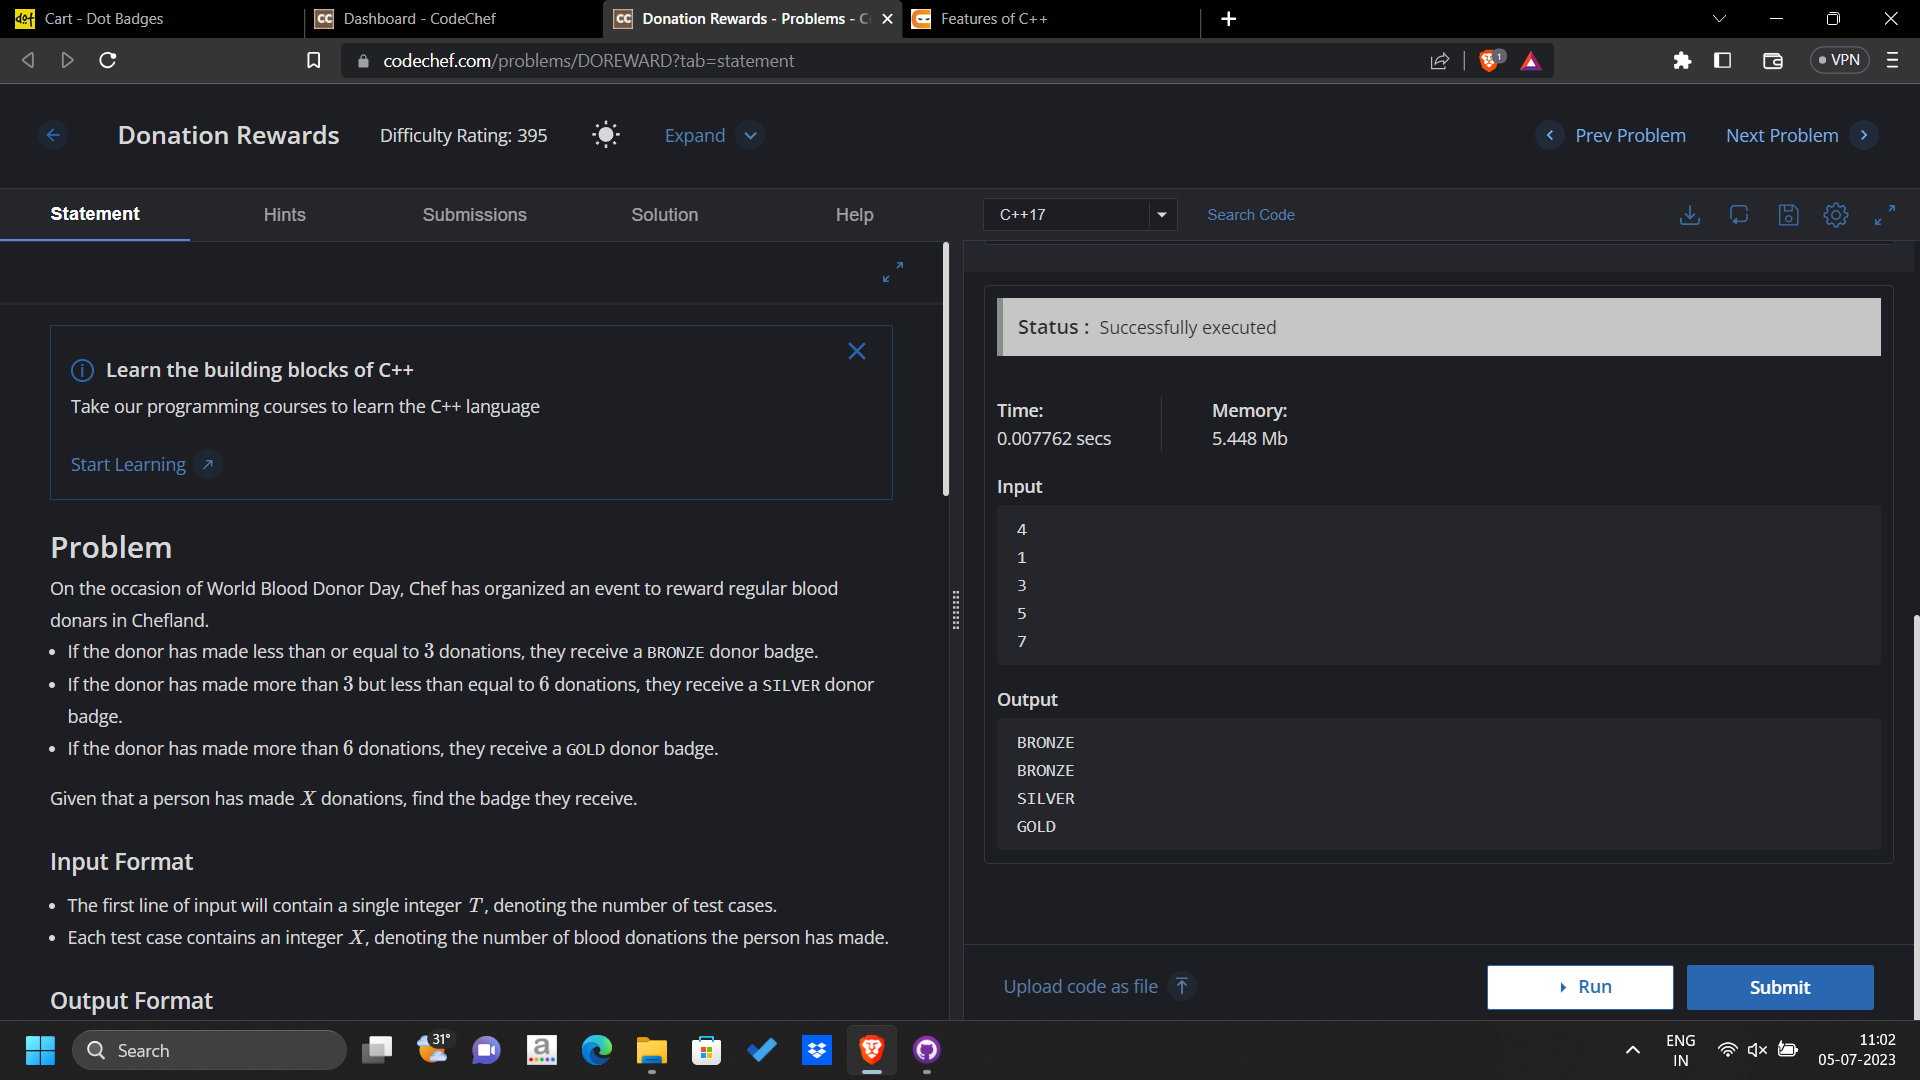 dot
Cart - Dot Badges
CC
Dashboard - CodeChef
CC
Donation Rewards - Problems - C
Features of C++
codechef.com/problems/DOREWARD?tab=statement
1
VPN
Donation Rewards
Difficulty Rating: 395
Expand
Prev Problem
Next Problem
Statement
Hints
Submissions
Solution
Help
C++17
Search Code
Learn the building blocks of C++
Take our programming courses to learn the C++ language
Start Learning
Problem
On the occasion of World Blood Donor Day, Chef has organized an event to reward regular blood
donars in Chefland.
• If the donor has made less than or equal to 3 donations, they receive a BRONZE donor badge.
• If the donor has made more than 3 but less than equal to 6 donations, they receive a SILVER donor
badge.
• If the donor has made more than 6 donations, they receive a GOLD donor badge.
Given that a person has made X donations, find the badge they receive.
Input Format
• The first line of input will contain a single integer T, denoting the number of test cases.
• Each test case contains an integer X, denoting the number of blood donations the person has made.
Output Format
Status : Successfully executed
Time:
0.007762 secs
Memory:
5.448 Mb
Input
4
1
3
5
7
Output
BRONZE
BRONZE
SILVER
GOLD
Upload code as file
Run
Submit
Search
31°
a
ENG
IN
11:02
05-07-2023